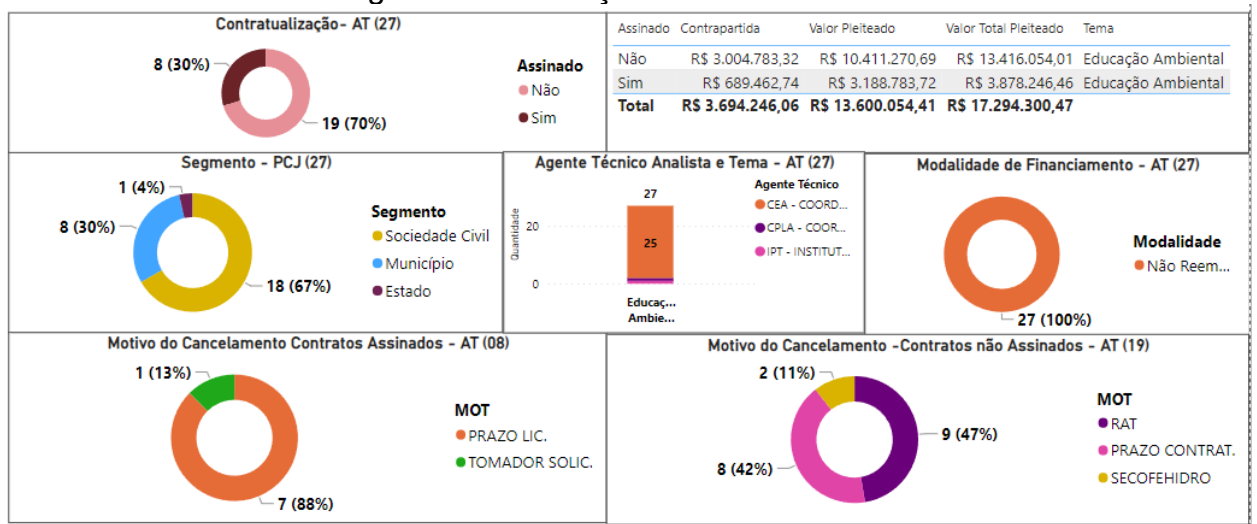 Contratualização- AT (27)
8 (30%)
19 (70%)
Assinado
Não
Sim
Assinado Contrapartida Valor Pleiteado Valor Total Pleiteado Tema
Não R$ 3.004.783,32 R$ 10.411.270,69 R$ 13.416.054,01 Educação Ambiental
Sim R$ 689.462,74 R$ 3.188.783,72 R$ 3.878.246,46 Educação Ambiental
Total R$ 3.694.246,06 R$ 13.600.054,41 R$ 17.294.300,47
Segmento - PCJ (27)
1 (4%)
8 (30%)
18 (67%)
Segmento
Sociedade Civil
Município
Estado
Agente Técnico Analista e Tema - AT (27)
Quantidade
20
0
27
25
Educaç...
Ambie...
Agente Técnico
CEA - COORD...
CPLA - COOR...
IPT - INSTITUT...
Modalidade de Financiamento - AT (27)
27 (100%)
Modalidade
Não Reem...
Motivo do Cancelamento Contratos Assinados - AT (08)
1 (13%)
7 (88%)
MOT
PRAZO LIC.
TOMADOR SOLIC.
Motivo do Cancelamento -Contratos não Assinados - AT (19)
2 (11%)
9 (47%)
8 (42%)
MOT
RAT
PRAZO CONTRAT.
SECOFEHIDRO